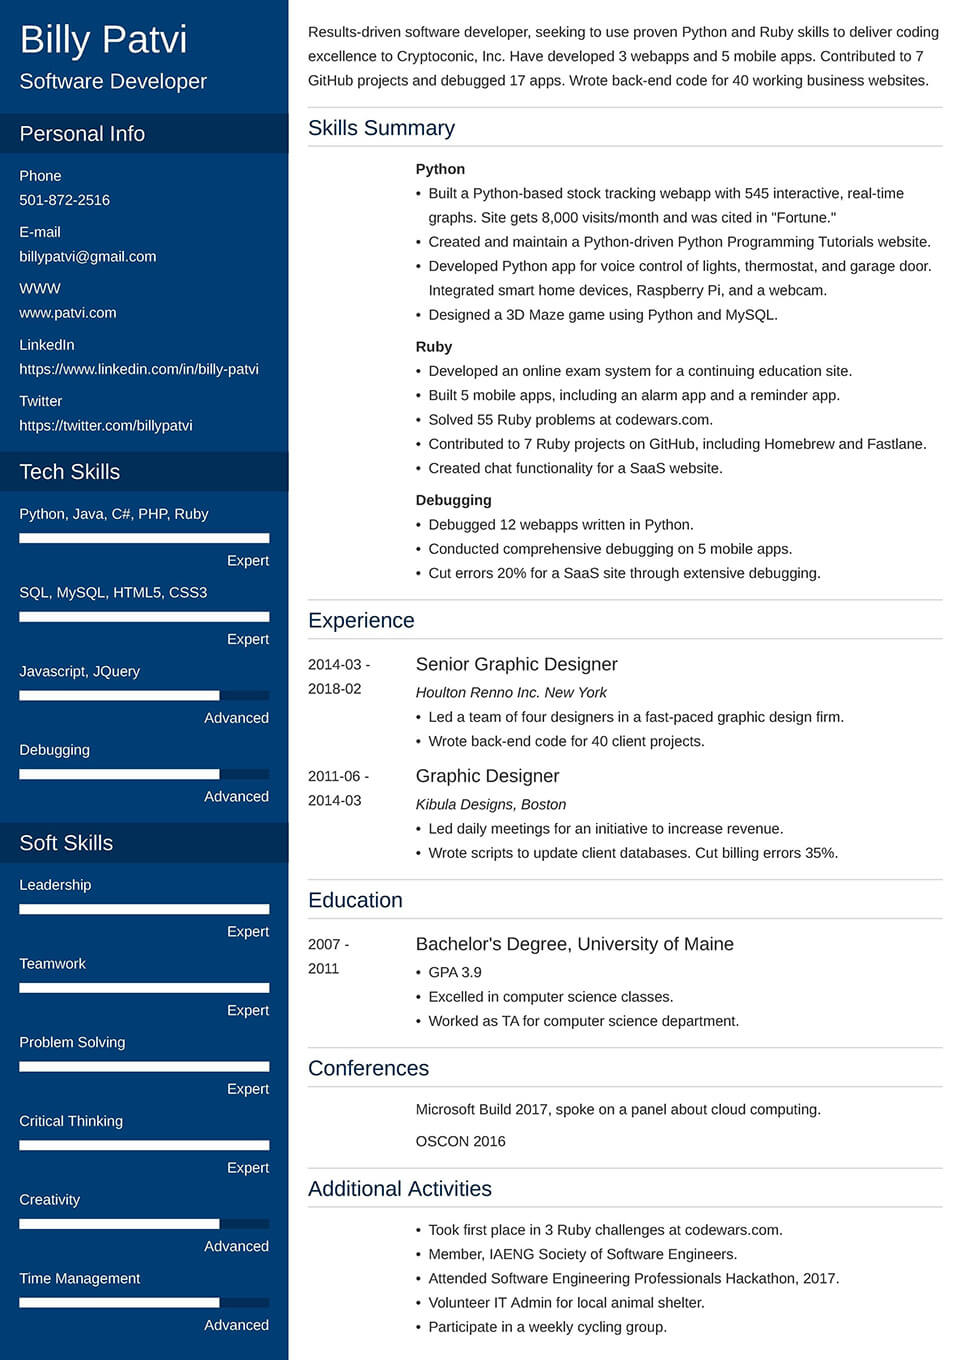 Billy Patvi
Software Developer
Personal Info
Phone
501-872-2516
E-mail
billypatvi@gmail.com
WWW
www.patvi.com
LinkedIn
https://www.linkedin.com/in/billy-patvi
Twitter
https://twitter.com/billypatvi
Tech Skills
Python, Java, C#, PHP, Ruby
Expert
SQL, MySQL, HTML5, CSS3
Expert
Javascript, JQuery
Advanced
Debugging
Advanced
Soft Skills
Leadership
Expert
Teamwork
Expert
Problem Solving
Expert
Critical Thinking
Expert
Creativity
Advanced
Time Management
Advanced
Results-driven software developer, seeking to use proven Python and Ruby skills to deliver coding
excellence to Cryptoconic, Inc. Have developed 3 webapps and 5 mobile apps. Contributed to 7
GitHub projects and debugged 17 apps. Wrote back-end code for 40 working business websites.
Skills Summary
Python
• Built a Python-based stock tracking webapp with 545 interactive, real-time
graphs. Site gets 8,000 visits/month and was cited in "Fortune."
• Created and maintain a Python-driven Python Programming Tutorials website.
• Developed Python app for voice control of lights, thermostat, and garage door.
Integrated smart home devices, Raspberry Pi, and a webcam.
• Designed a 3D Maze game using Python and MySQL.
Ruby
• Developed an online exam system for a continuing education site.
• Built 5 mobile apps, including an alarm app and a reminder app.
• Solved 55 Ruby problems at codewars.com.
• Contributed to 7 Ruby projects on GitHub, including Homebrew and Fastlane.
• Created chat functionality for a SaaS website.
Debugging
• Debugged 12 webapps written in Python.
• Conducted comprehensive debugging on 5 mobile apps.
• Cut errors 20% for a SaaS site through extensive debugging.
Experience
2014-03 -
2018-02
Senior Graphic Designer
Houlton Renno Inc. New York
• Led a team of four designers in a fast-paced graphic design firm.
• Wrote back-end code for 40 client projects.
2011-06 -
2014-03
Graphic Designer
Kibula Designs, Boston
• Led daily meetings for an initiative to increase revenue.
• Wrote scripts to update client databases. Cut billing errors 35%.
Education
2007 -
2011
Bachelor's Degree, University of Maine
• GPA 3.9
• Excelled in computer science classes.
• Worked as TA for computer science department.
Conferences
Microsoft Build 2017, spoke on a panel about cloud computing.
OSCON 2016
Additional Activities
• Took first place in 3 Ruby challenges at codewars.com.
• Member, IAENG Society of Software Engineers.
• Attended Software Engineering Professionals Hackathon, 2017.
• Volunteer IT Admin for local animal shelter.
• Participate in a weekly cycling group.